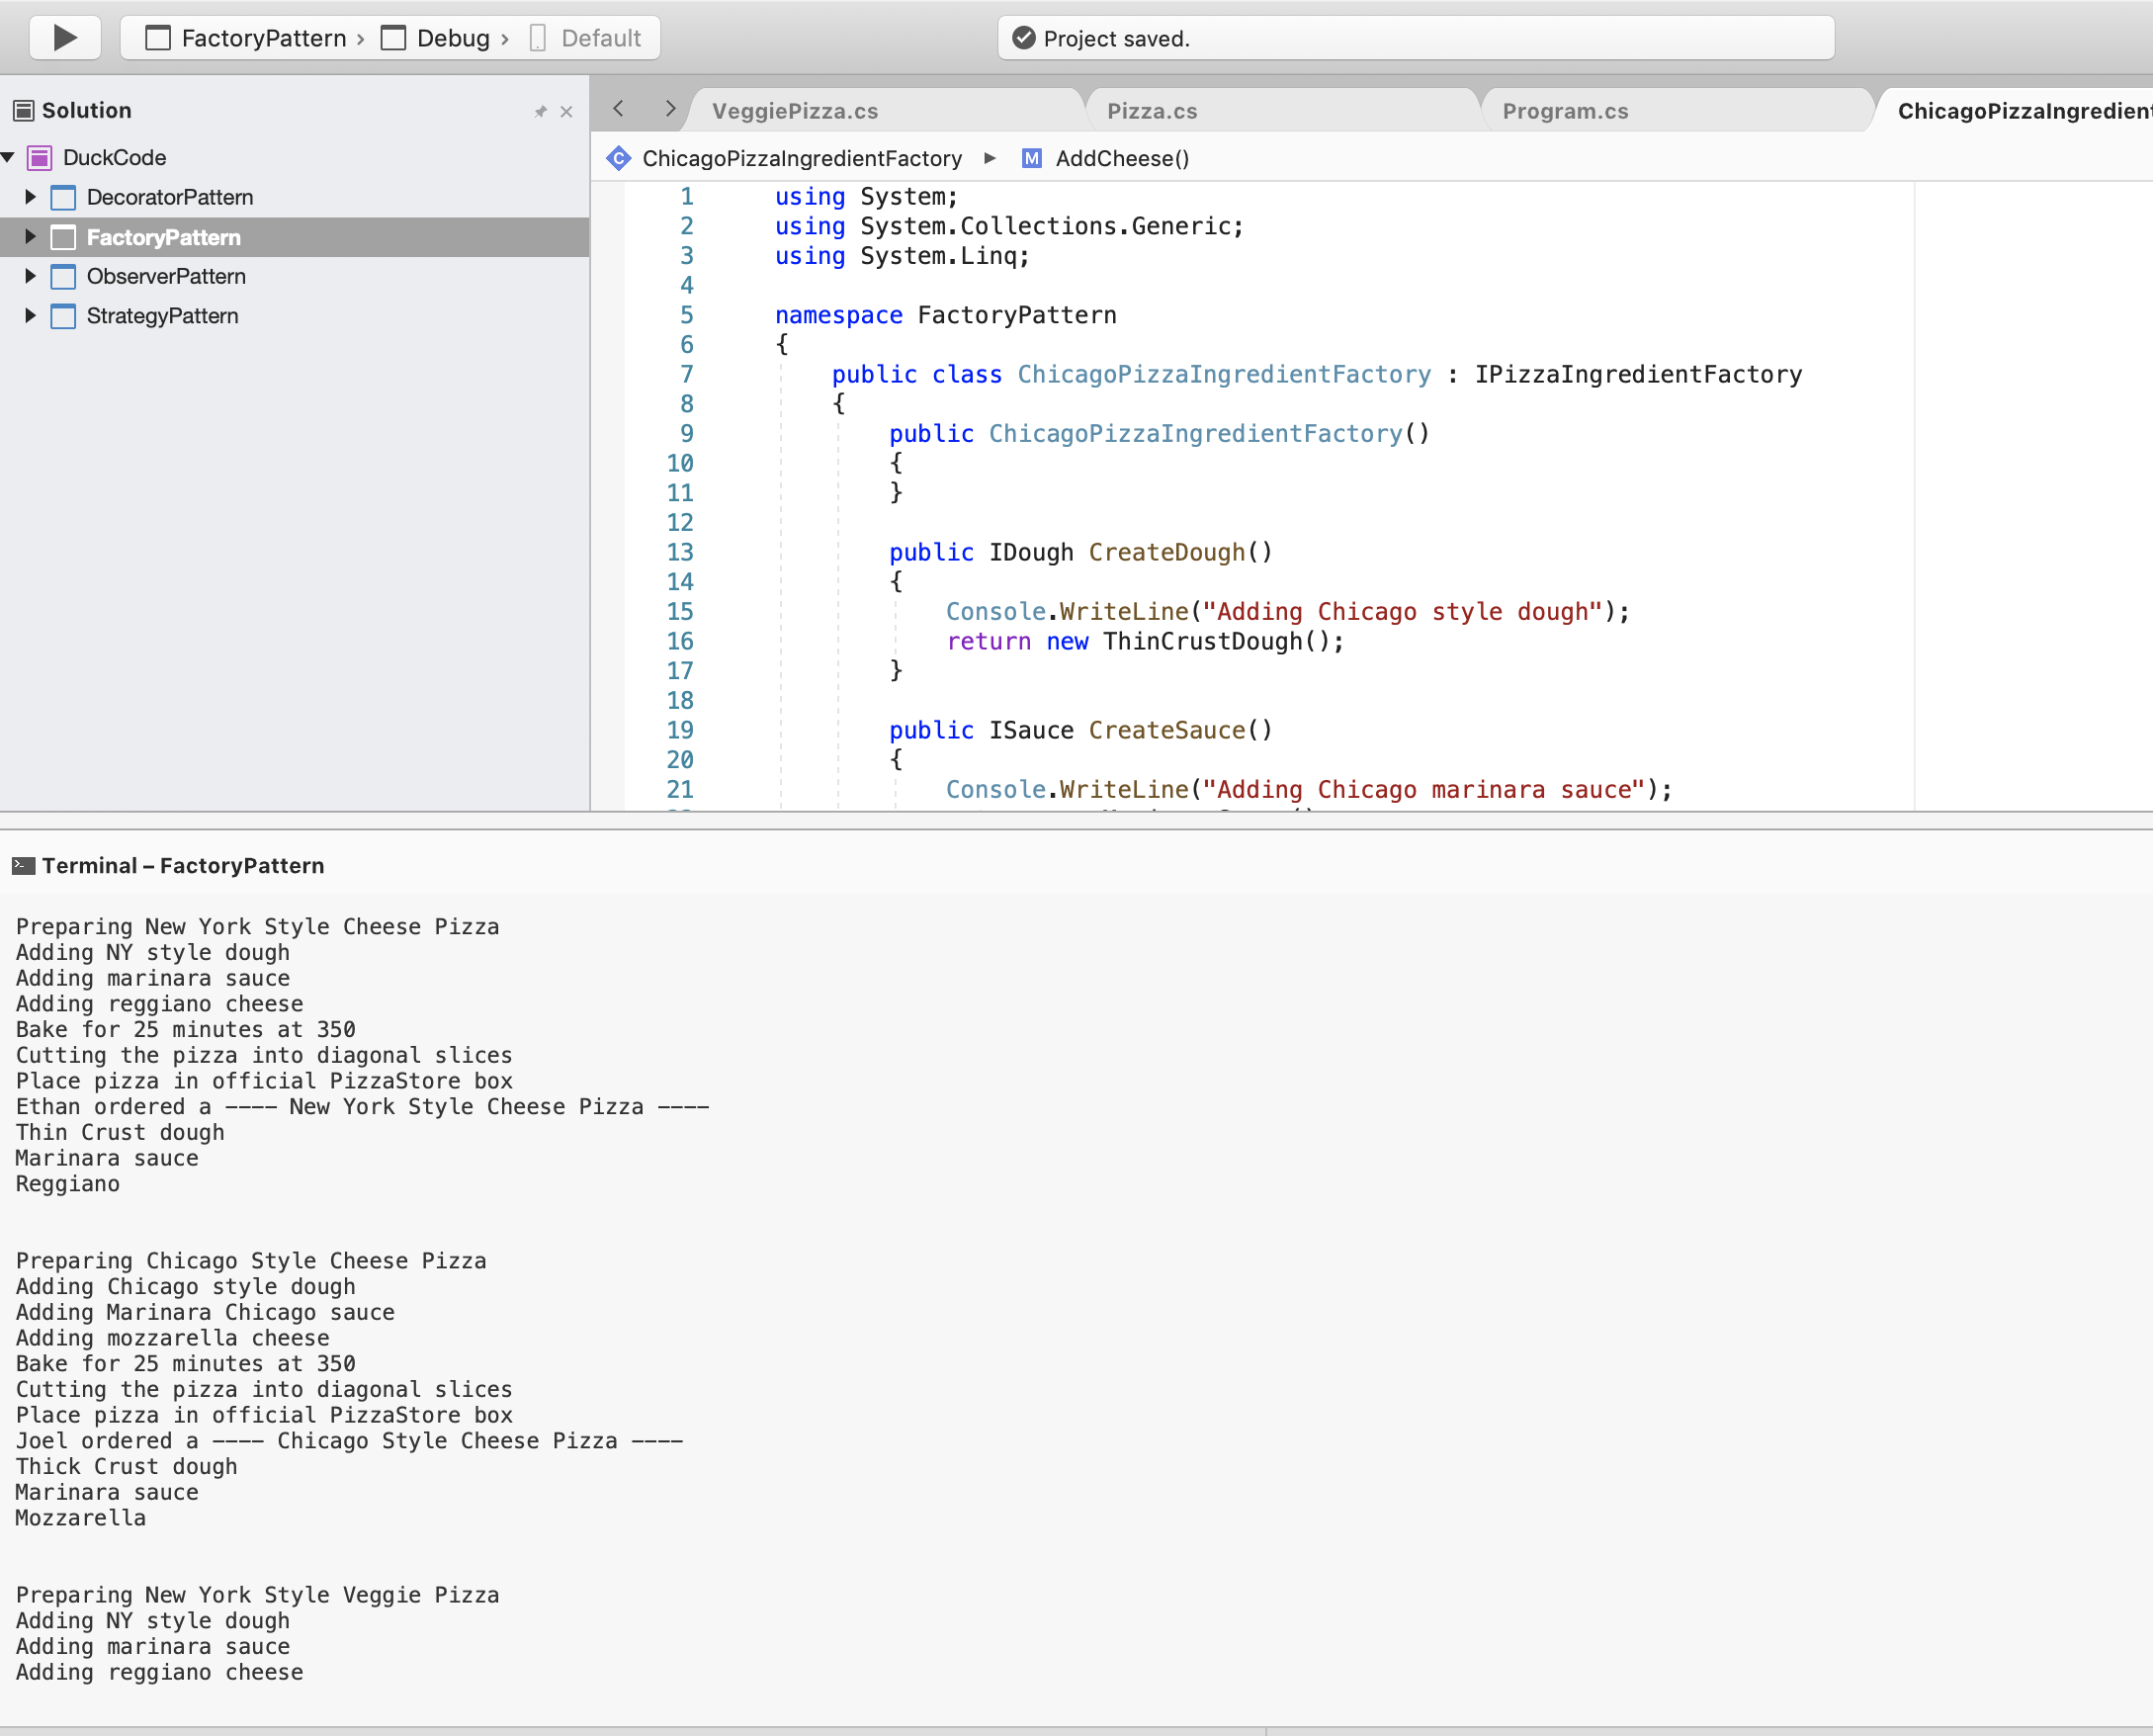 FactoryPattern › Debug › Default
Project saved.
Solution
DuckCode
DecoratorPattern
FactoryPattern
ObserverPattern
StrategyPattern
VeggiePizza.cs
Pizza.cs
Program.cs
ChicagoPizzaIngredient
ChicagoPizzaIngredientFactory
M AddCheese()
1 using System;
2 using System.Collections.Generic;
3 using System.Linq;
4
5 namespace FactoryPattern
6 {
7 public class ChicagoPizzaIngredientFactory : IPizzaIngredientFactory
8 {
9 public ChicagoPizzaIngredientFactory()
10 {
11 }
12
13 public IDough CreateDough()
14 {
15 Console.WriteLine("Adding Chicago style dough");
16 return new ThinCrustDough();
17 }
18
19 public ISauce CreateSauce()
20 {
21 Console.WriteLine("Adding Chicago marinara sauce");
Terminal – FactoryPattern
Preparing New York Style Cheese Pizza
Adding NY style dough
Adding marinara sauce
Adding reggiano cheese
Bake for 25 minutes at 350
Cutting the pizza into diagonal slices
Place pizza in official PizzaStore box
Ethan ordered a ---- New York Style Cheese Pizza ----
Thin Crust dough
Marinara sauce
Reggiano
Preparing Chicago Style Cheese Pizza
Adding Chicago style dough
Adding Marinara Chicago sauce
Adding mozzarella cheese
Bake for 25 minutes at 350
Cutting the pizza into diagonal slices
Place pizza in official PizzaStore box
Joel ordered a ---- Chicago Style Cheese Pizza ----
Thick Crust dough
Marinara sauce
Mozzarella
Preparing New York Style Veggie Pizza
Adding NY style dough
Adding marinara sauce
Adding reggiano cheese